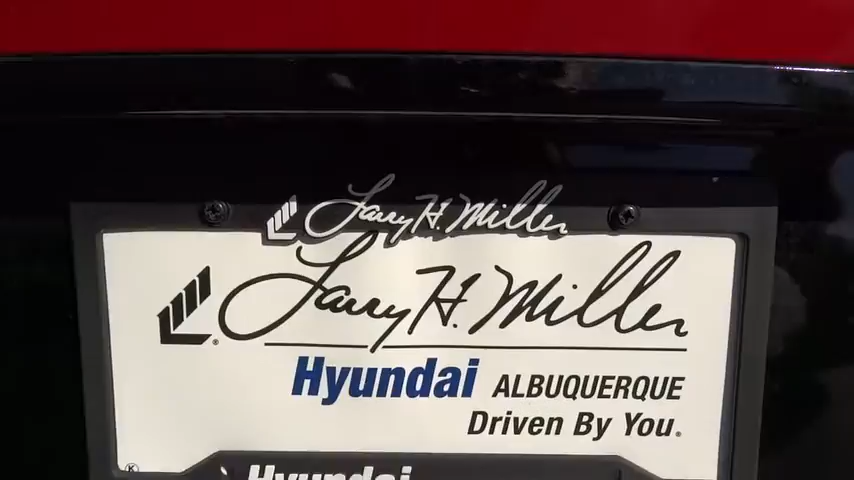 Larry H. Miller
Larry H. Miller
Hyundai ALBUQUERQUE
Driven By You.
K
Hyundai